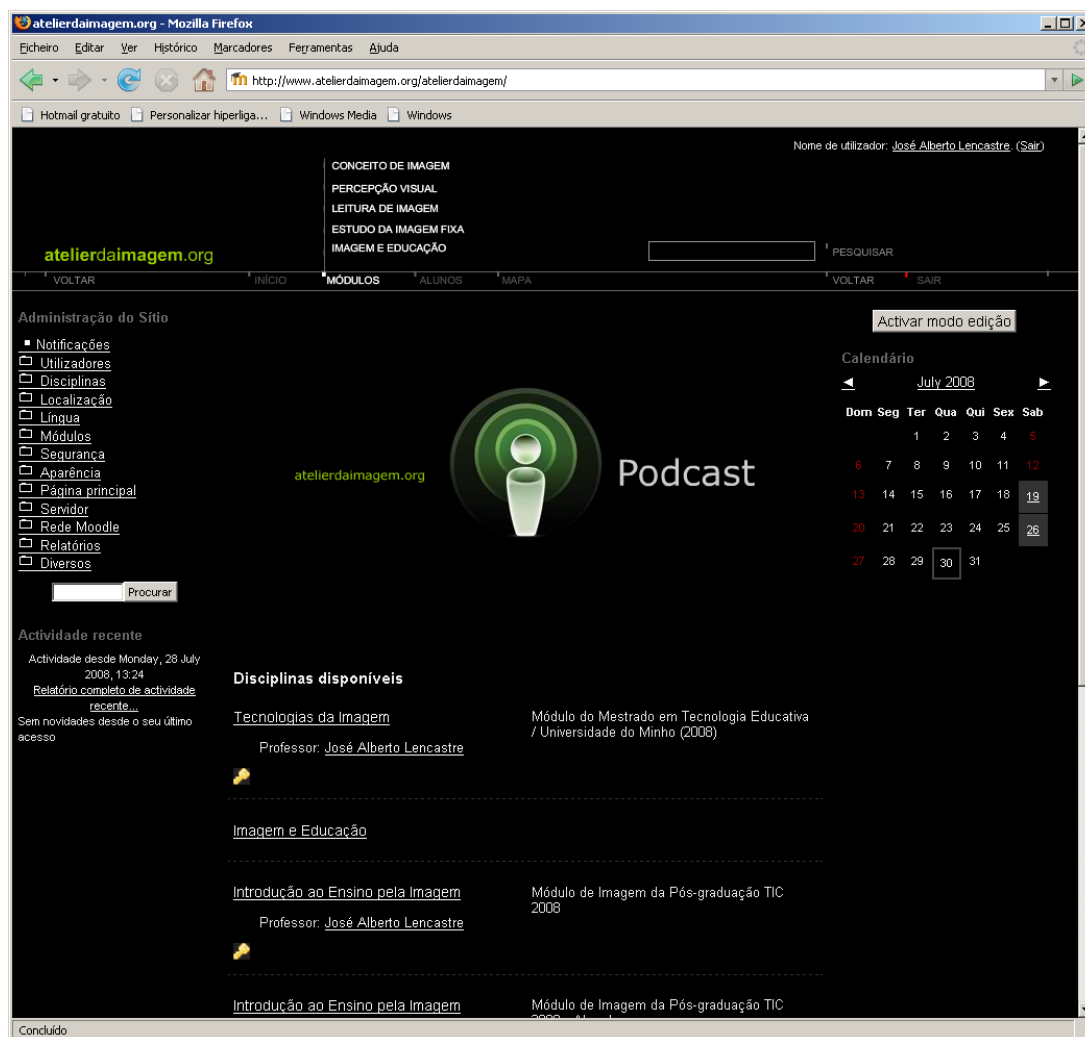 atelierdaimagem.org - Mozilla Firefox
Ficheiro Editar Ver Histórico Marcadores Ferramentas Ajuda
http://www.atelierdaimagem.org/atelierdaimagem/
Hotmail gratuito Personalizar hiperliga... Windows Media Windows
Nome de utilizador: José Alberto Lencastre. (Sair)
CONCEITO DE IMAGEM
PERCEPÇÃO VISUAL
LEITURA DE IMAGEM
ESTUDO DA IMAGEM FIXA
IMAGEM E EDUCAÇÃO
atelierdaimagem.org
PESQUISAR
VOLTAR INÍCIO MÓDULOS ALUNOS MAPA VOLTAR SAIR
Administração do Sítio
Notificações
Utilizadores
Disciplinas
Localização
Língua
Módulos
Segurança
Aparência
Página principal
Servidor
Rede Moodle
Relatórios
Diversos
Procurar
Actividade recente
Actividade desde Monday, 28 July
2008, 13:24
Relatório completo de actividade
recente...
Sem novidades desde o seu último
acesso
atelierdaimagem.org Podcast
Disciplinas disponíveis
Tecnologias da Imagem
Professor: José Alberto Lencastre
Módulo do Mestrado em Tecnologia Educativa
/ Universidade do Minho (2008)
Imagem e Educação
Introdução ao Ensino pela Imagem
Professor: José Alberto Lencastre
Módulo de Imagem da Pós-graduação TIC
2008
Introdução ao Ensino pela Imagem
Módulo de Imagem da Pós-graduação TIC
Activar modo edição
Calendário
◄ July 2008 ►
Dom Seg Ter Qua Qui Sex Sab
1 2 3 4 5
6 7 8 9 10 11 12
13 14 15 16 17 18 19
20 21 22 23 24 25 26
27 28 29 30 31
Concluído